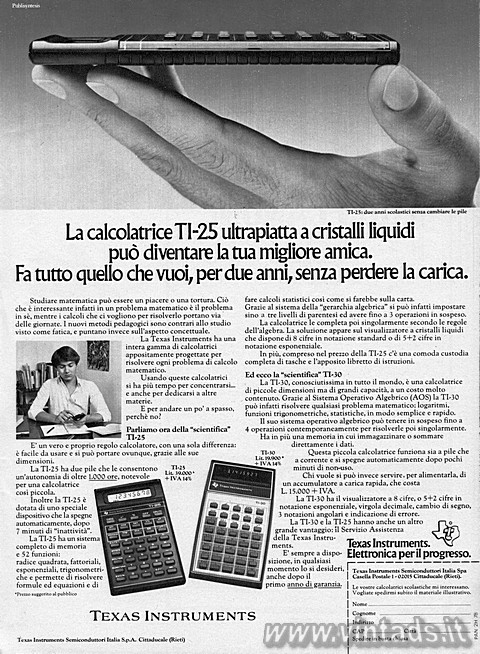 Publisyntesis
TI-25: due anni scolastici senza cambiare le pile
La calcolatrice TI-25 ultrapiatta a cristalli liquidi
può diventare la tua migliore amica.
Fa tutto quello che vuoi, per due anni, senza perdere la carica.
Studiare matematica può essere un piacere o una tortura. Ciò
che è interessante infatti in un problema matematico è il problema
in sè, mentre i calcoli che ci vogliono per risolverlo portano via
delle giornate. I nuovi metodi pedagogici sono contrari allo studio
visto come fatica, e puntano invece sull'aspetto concettuale.
La Texas Instruments ha una
intera gamma di calcolatrici
appositamente progettate per
risolvere ogni problema di calcolo
matematico.
Usando queste calcolatrici
si ha più tempo per concentrarsi...
e anche per dedicarsi a altre
materie.
E per andare un po' a spasso,
perchè no?
Parliamo ora della "scientifica"
TI-25
E' un vero e proprio regolo calcolatore, con una sola differenza:
è facile da usare e si può portare ovunque, grazie alle sue
dimensioni.
La TI-25 ha due pile che le consentono
un'autonomia di oltre 1.000 ore, notevole
per una calcolatrice
così piccola.
Inoltre la TI-25 è
dotata di uno speciale
dispositivo che la spegne
automaticamente, dopo
7 minuti di "inattività".
La TI-25 ha un sistema
completo di memoria
e 52 funzioni:
radice quadrata, fattoriali,
esponenziali, trigonometri-
che e permette di risolvere
formule ed equazioni e di
*Prezzo suggerito al pubblico
TI-25
Lit. 39.000*
+ IVA 14%
fare calcoli statistici così come si farebbe sulla carta.
Grazie al sistema della "gerarchia algebrica" si può infatti impostare
sino a tre livelli di parentesi ed avere fino a 3 operazioni in sospeso.
La calcolatrice le completa poi singolarmente secondo le regole
dell'algebra. La soluzione appare sul visualizzatore a cristalli liquidi
che dispone di 8 cifre in notazione standard o di 5+2 cifre in
notazione esponenziale.
In più, compreso nel prezzo della TI-25 c'è una comoda custodia
completa di tasche e l'apposito libretto di istruzioni.
Ed ecco la "scientifica" TI-30
La TI-30, conosciutissima in tutto il mondo, è una calcolatrice
di piccole dimensioni ma di grandi capacità, a un costo molto
contenuto. Grazie al Sistema Operativo Algebrico (AOS) la TI-30
può infatti risolvere qualsiasi problema matematico: logaritmi,
funzioni trigonometriche, statistiche, in modo semplice e rapido.
Il suo sistema operativo algebrico può tenere in sospeso fino a
4 operazioni contemporaneamente per risolverle poi singolarmente.
Ha in più una memoria in cui immagazzinare o sommare
direttamente i dati.
TI-30
Lit. 19.900*
+ IVA 14%
Questa piccola calcolatrice funziona sia a pile che
a corrente e si spegne automaticamente dopo pochi
minuti di non-uso.
Chi vuole si può invece servire, per alimentarla, di
un accumulatore a carica rapida, che costa
L. 15.000 + IVA.
La TI-30 ha il visualizzatore a 8 cifre, o 5+2 cifre in
notazione esponenziale, virgola decimale, cambio di segno,
3 notazioni angolari e indicazione di errore.
La TI-30 e la TI-25 hanno anche un altro
grande vantaggio: il Servizio Assistenza
della Texas Instru-
ments.
E' sempre a dispo-
sizione, in qualsiasi
momento lo si desideri,
anche dopo il
primo anno di garanzia.
Texas Instruments.
Elettronica per il progresso.
Texas Instruments Semiconduttori Italia Spa
Casella Postale 1 - 02015 Cittaducale (Rieti).
Le vostre calcolatrici scolastiche mi interessano.
Vogliate spedirmi subito il materiale illustrativo.
Nome
Cognome
Indirizzo
CAP Città
Spedire in busta chiusa
TEXAS INSTRUMENTS
Texas Instruments Semiconduttori Italia S.p.A. Cittaducale (Rieti)
www.vintads.it